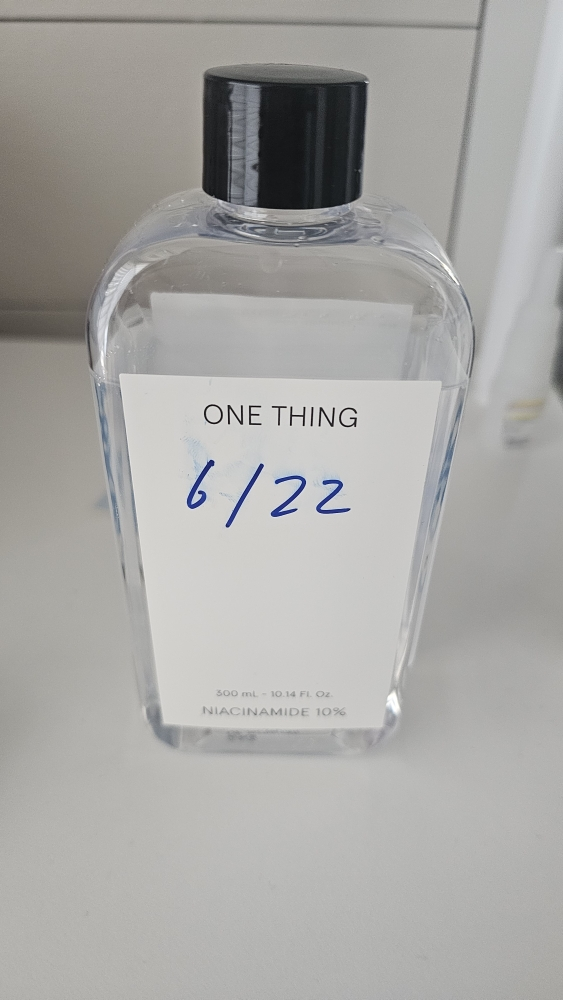 ONE THING
6/22
300 mL - 10.14 Fl. Oz.
NIACINAMIDE 10%